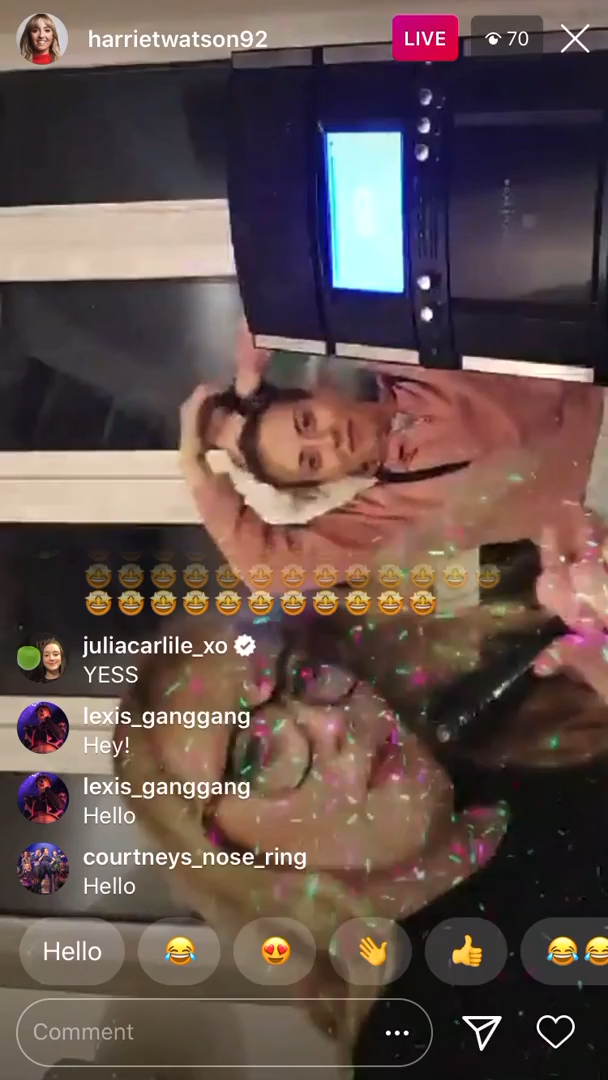 harrietwatson92
LIVE
70
🤩🤩🤩🤩🤩🤩🤩🤩🤩🤩🤩🤩🤩
🤩🤩🤩🤩🤩🤩🤩🤩🤩🤩🤩
juliacarlile_xo
YESS
lexis_ganggang
Hey!
lexis_ganggang
Hello
courtneys_nose_ring
Hello
Hello 😂 😍 👋 👍 😂😂
Comment